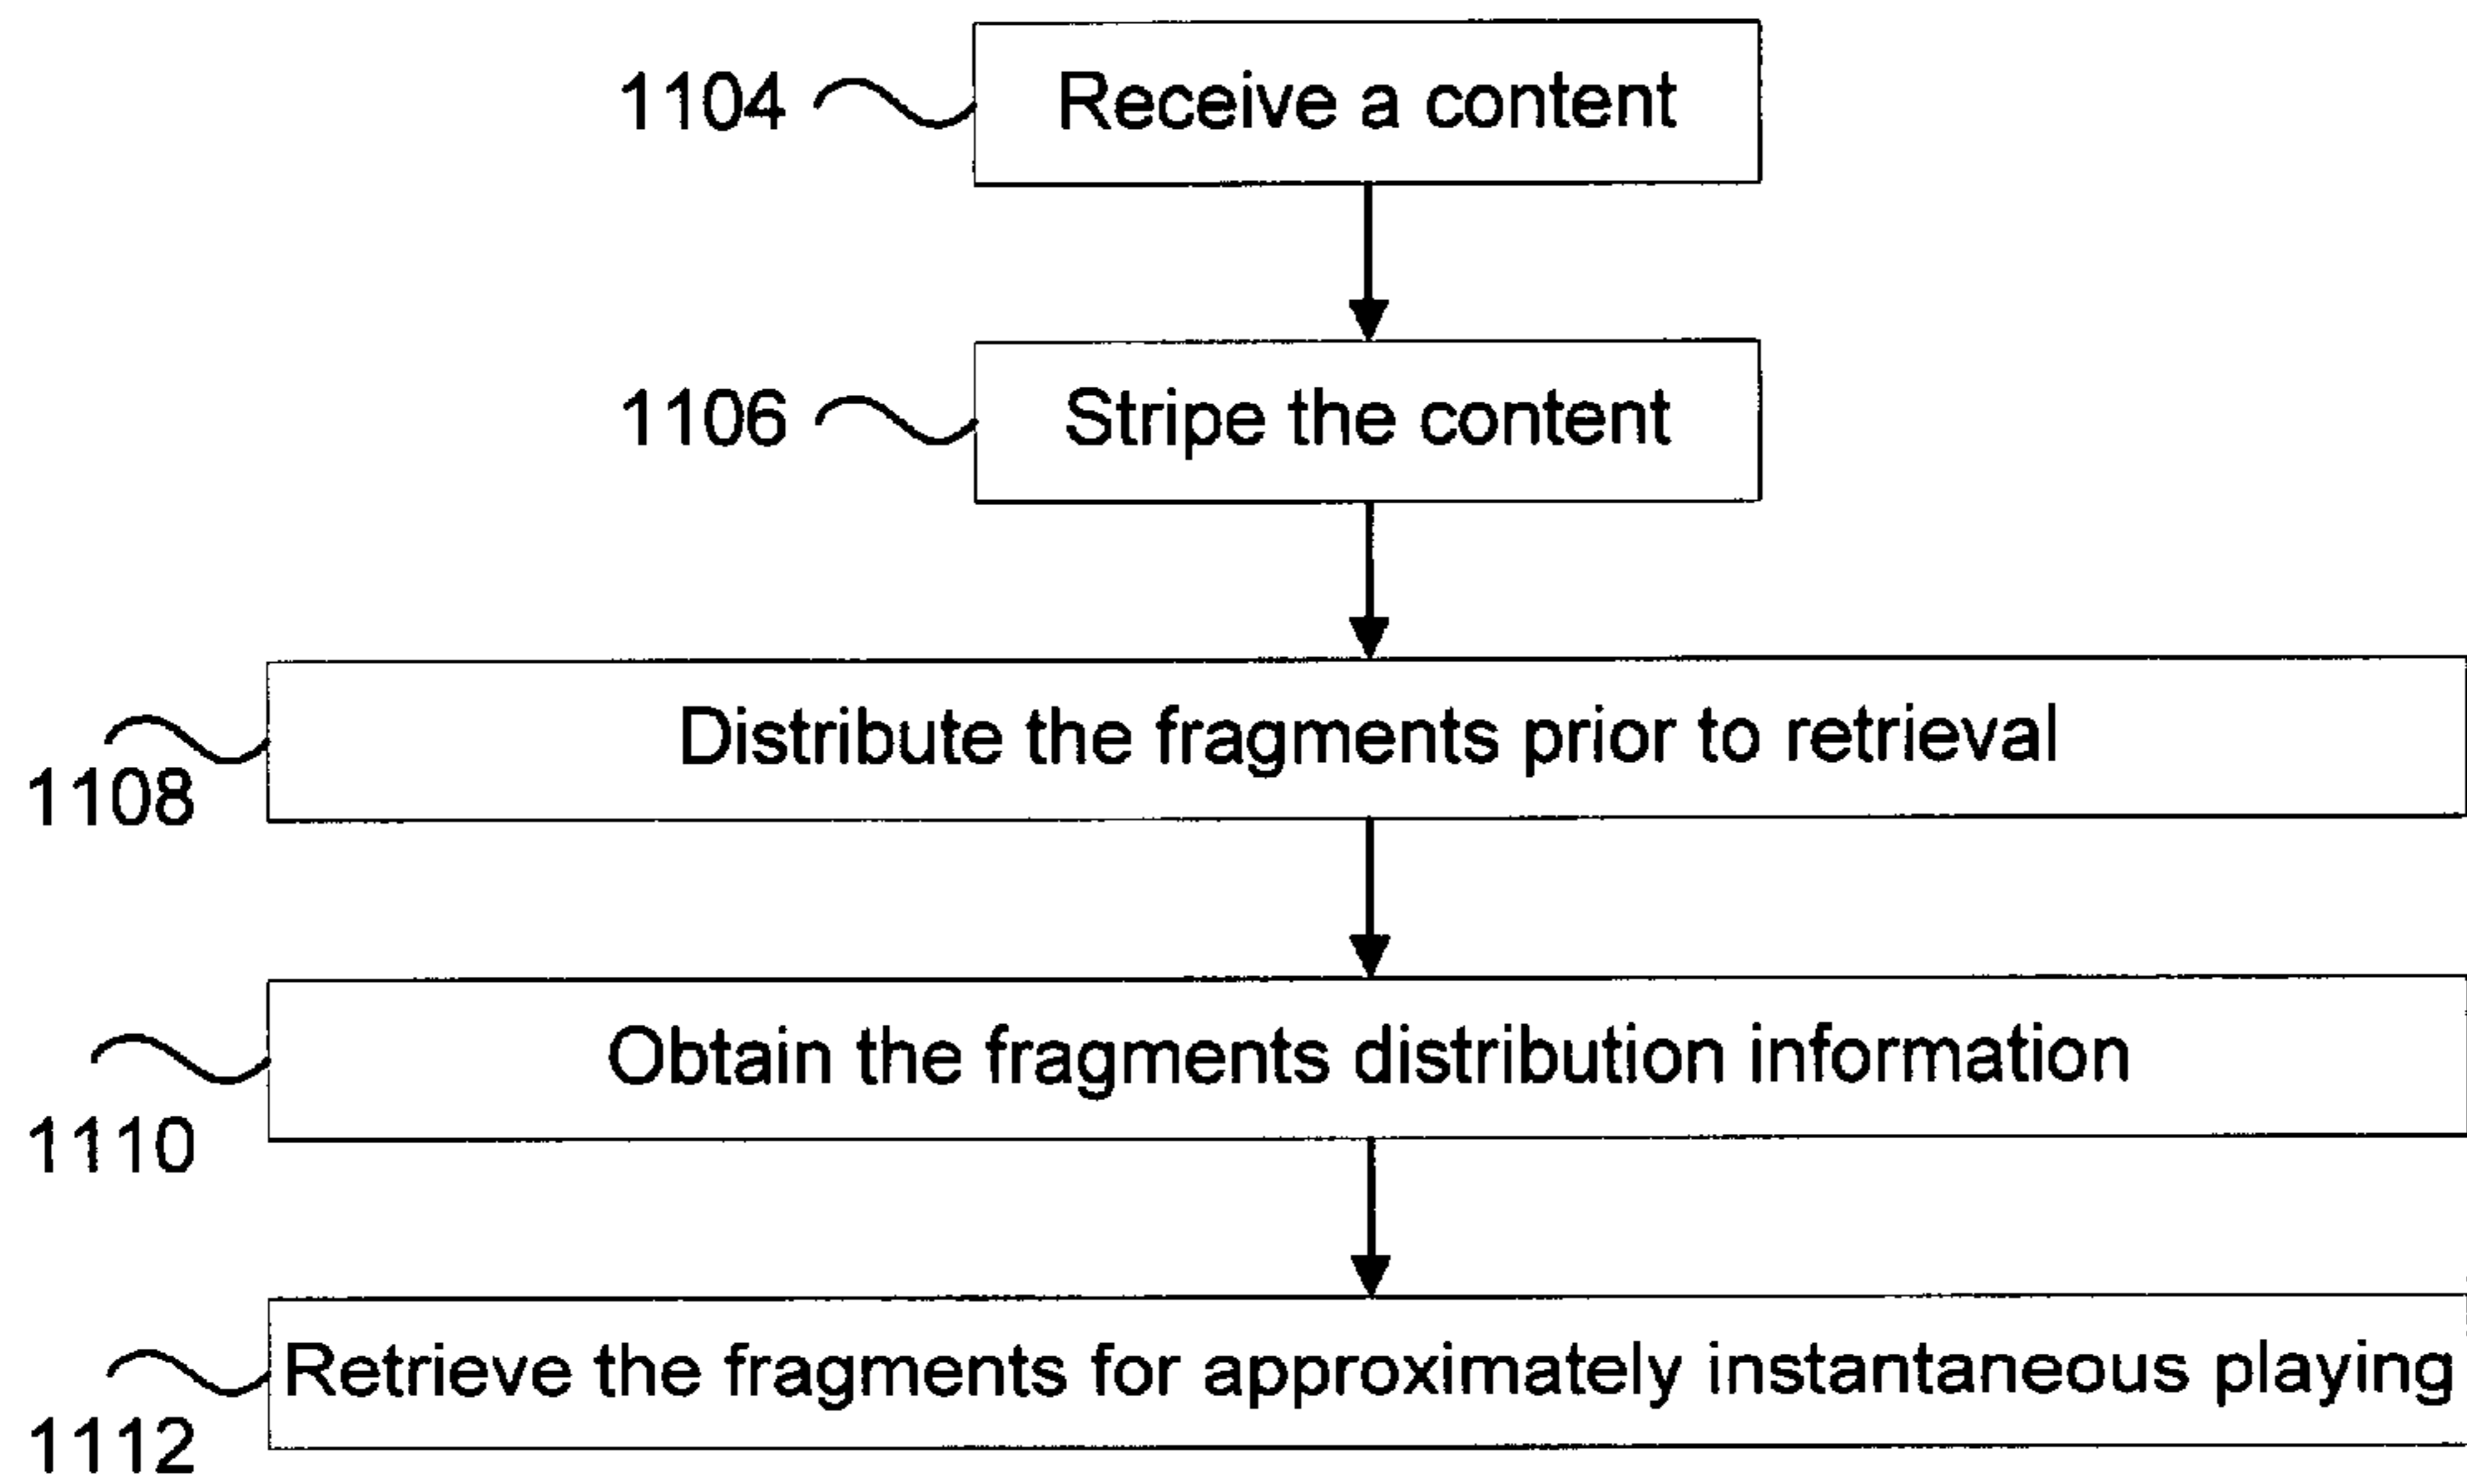 1104 Receive a content
1106 Stripe the content
Distribute the fragments prior to retrieval
1108
Obtain the fragments distribution information
1110
Retrieve the fragments for approximately instantaneous playing
1112